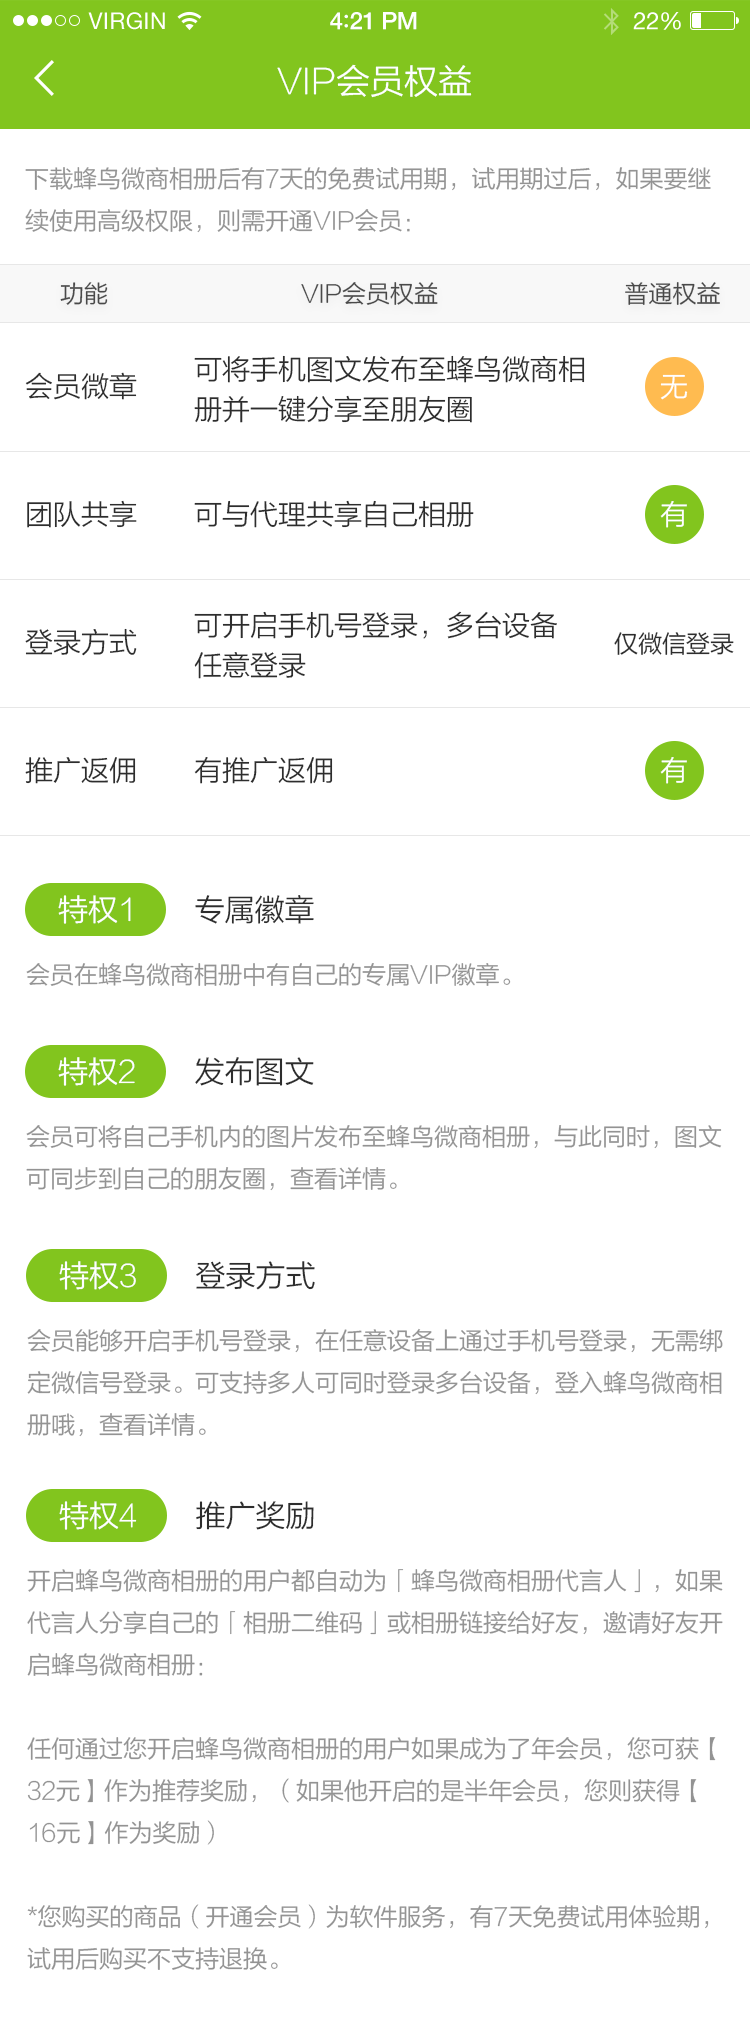 VIRGIN 4:21 PM 22%
VIP会员权益
下载蜂鸟微商相册后有7天的免费试用期，试用期过后，如果要继
续使用高级权限，则需开通VIP会员：
功能 VIP会员权益 普通权益
会员微章 可将手机图文发布至蜂鸟微商相
册并一键分享至朋友圈 无
团队共享 可与代理共享自己相册 有
登录方式 可开启手机号登录，多台设备
任意登录 仅微信登录
推广返佣 有推广返佣 有
特权1 专属徽章
会员在蜂鸟微商相册中有自己的专属VIP徽章。
特权2 发布图文
会员可将自己手机内的图片发布至蜂鸟微商相册，与此同时，图文
可同步到自己的朋友圈，查看详情。
特权3 登录方式
会员能够开启手机号登录，在任意设备上通过手机号登录，无需绑
定微信号登录。可支持多人可同时登录多台设备，登入蜂鸟微商相
册哦，查看详情。
特权4 推广奖励
开启蜂鸟微商相册的用户都自动为「蜂鸟微商相册代言人」，如果
代言人分享自己的「相册二维码」或相册链接给好友，邀请好友开
启蜂鸟微商相册：
任何通过您开启蜂鸟微商相册的用户如果成为了年会员，您可获【
32元】作为推荐奖励，（如果他开启的是半年会员，您则获得【
16元】作为奖励）
*您购买的商品（开通会员）为软件服务，有7天免费试用体验期，
试用后购买不支持退换。